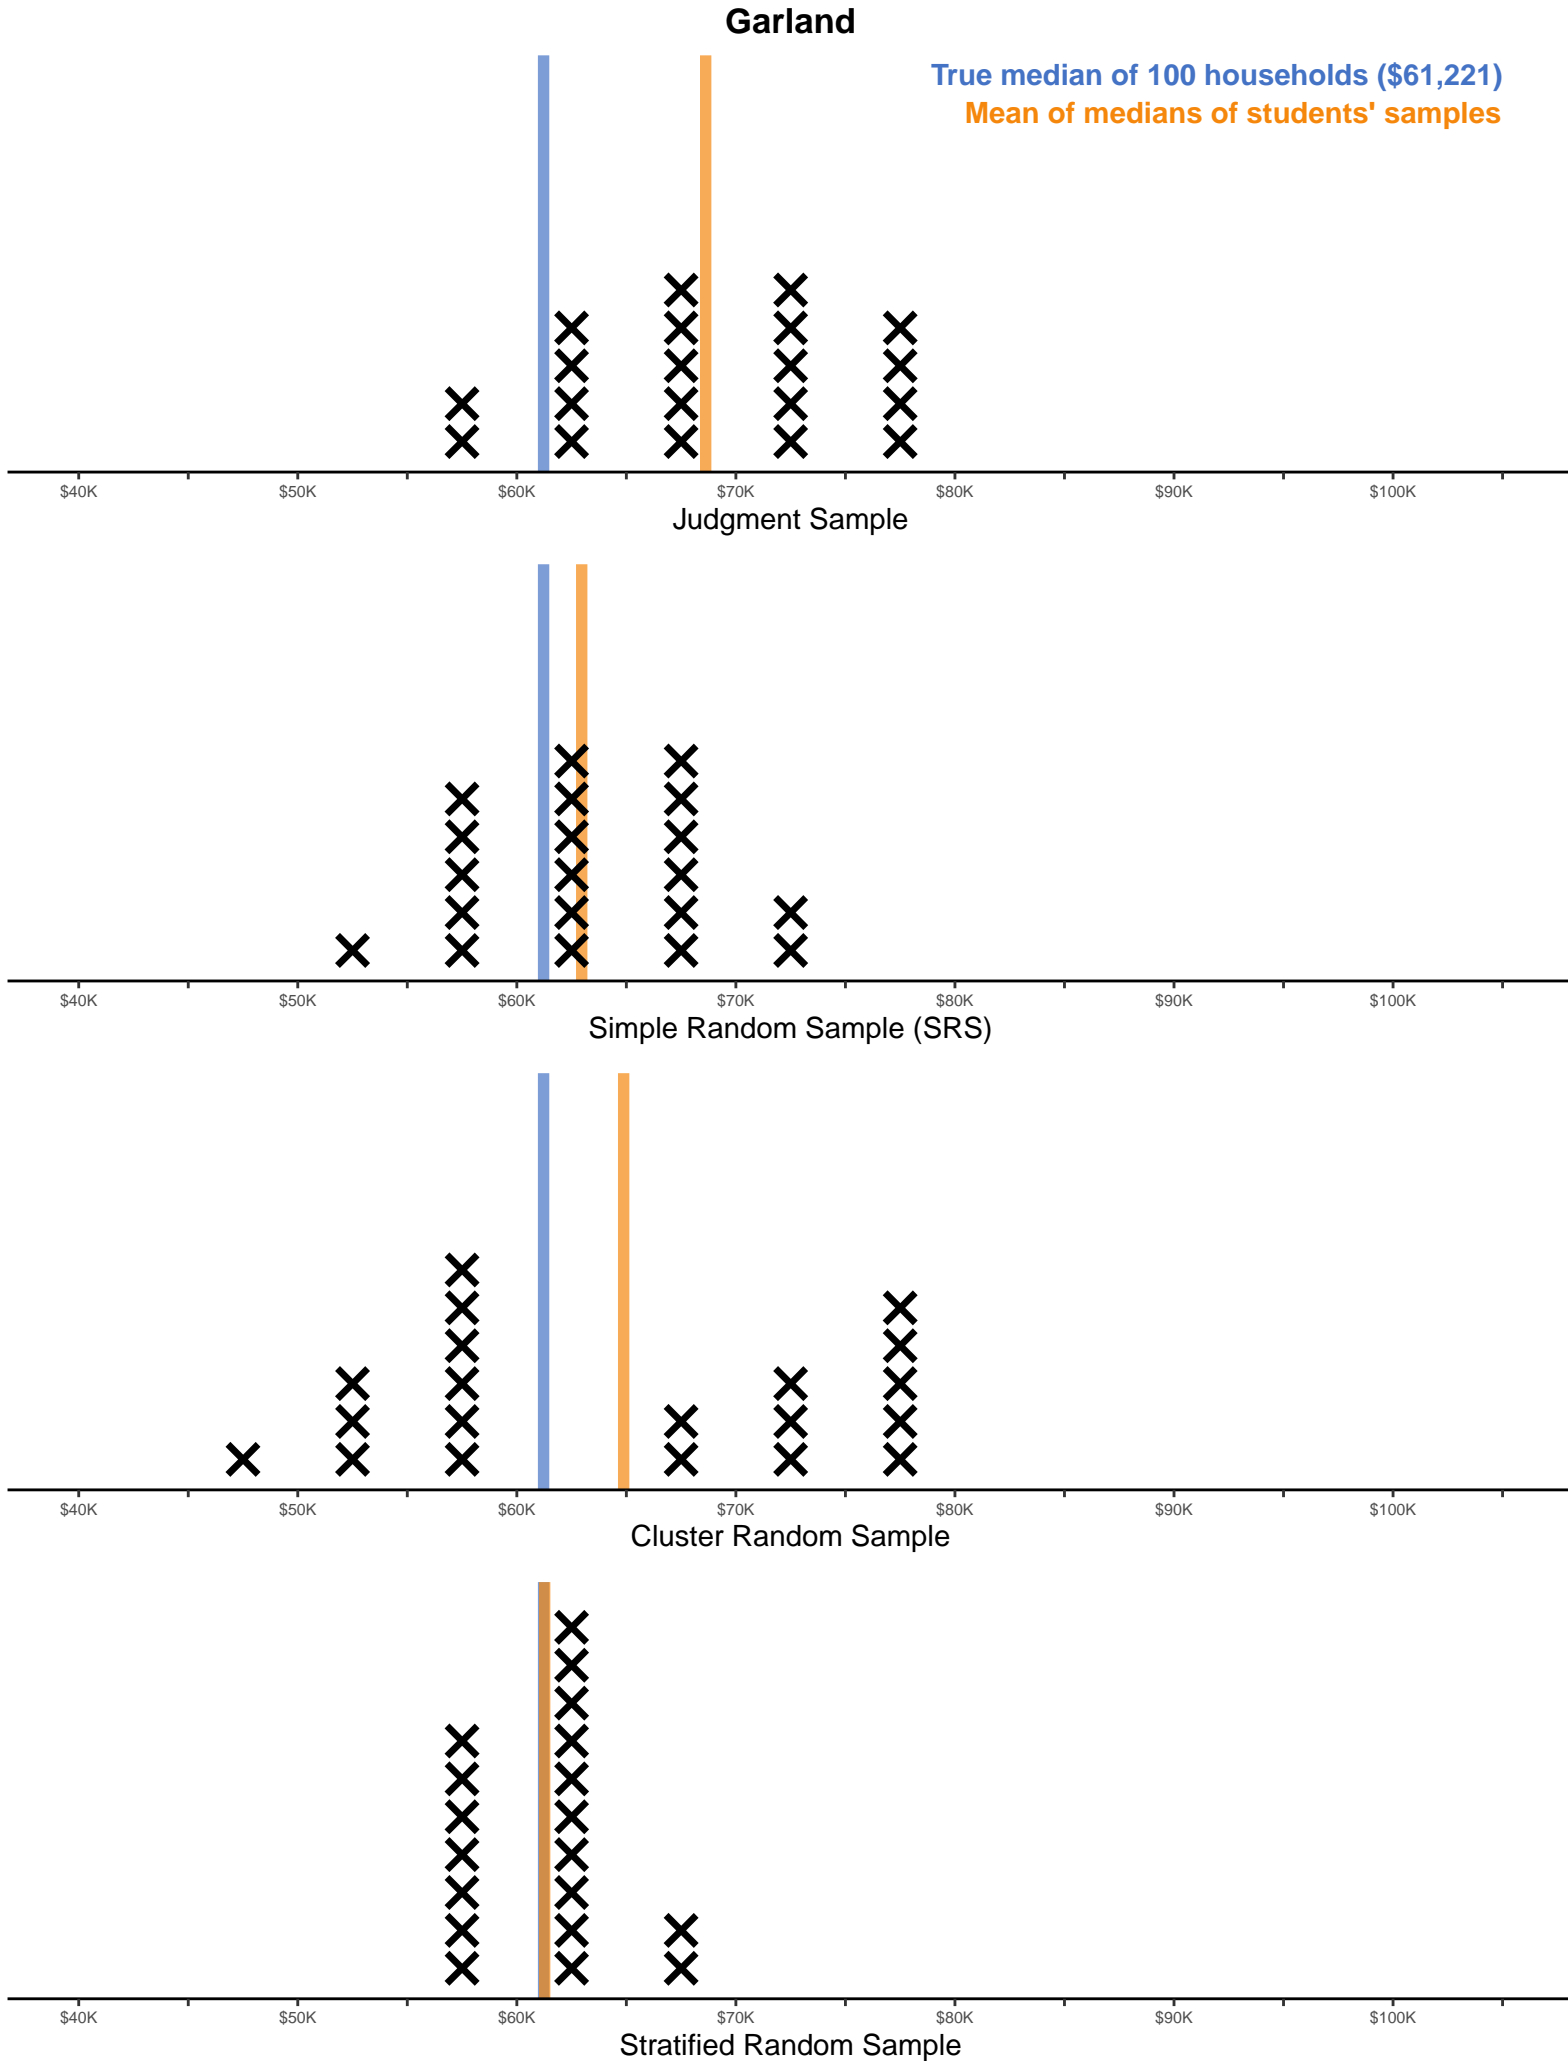 Garland
True median of 100 households ($61,221)
Mean of medians of students' samples
$40K $50K $60K $70K $80K $90K $100K
Judgment Sample
$40K $50K $60K $70K $80K $90K $100K
Simple Random Sample (SRS)
$40K $50K $60K $70K $80K $90K $100K
Cluster Random Sample
$40K $50K $60K $70K $80K $90K $100K
Stratified Random Sample